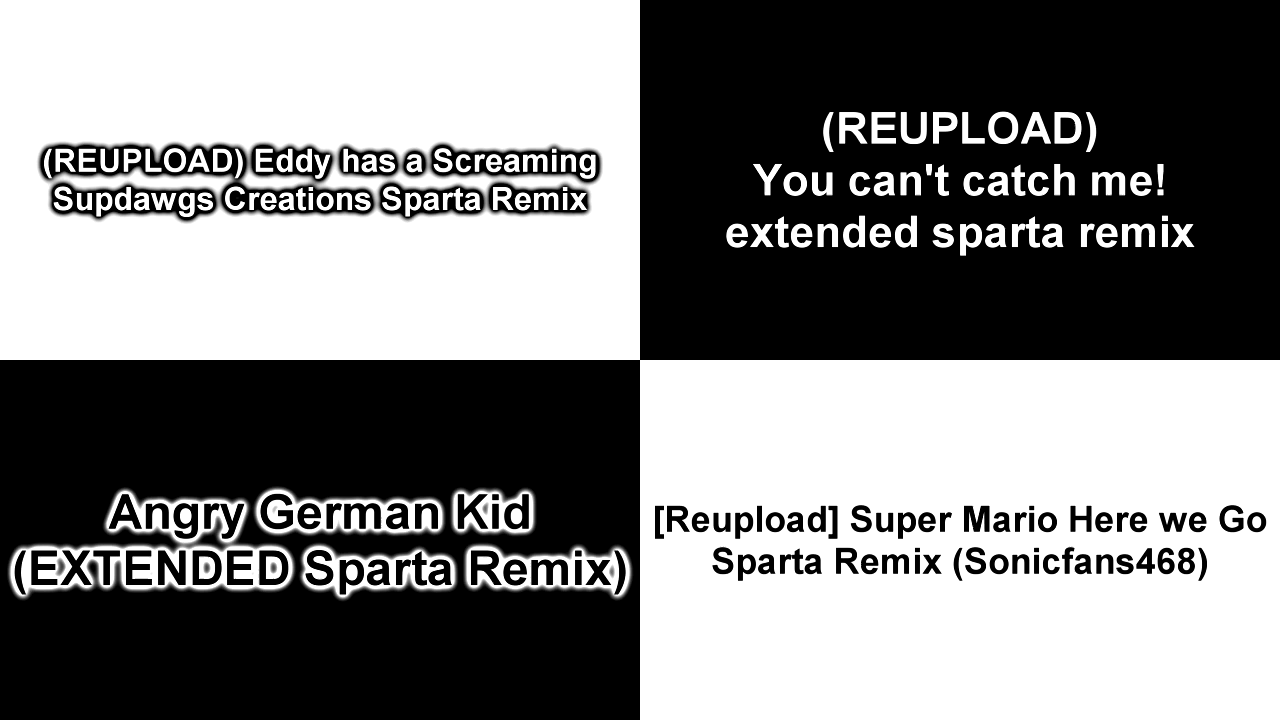 (REUPLOAD) Eddy has a Screaming
Supdawgs Creations Sparta Remix
(REUPLOAD)
You can't catch me!
extended sparta remix
Angry German Kid
(EXTENDED Sparta Remix)
[Reupload] Super Mario Here we Go
Sparta Remix (Sonicfans468)